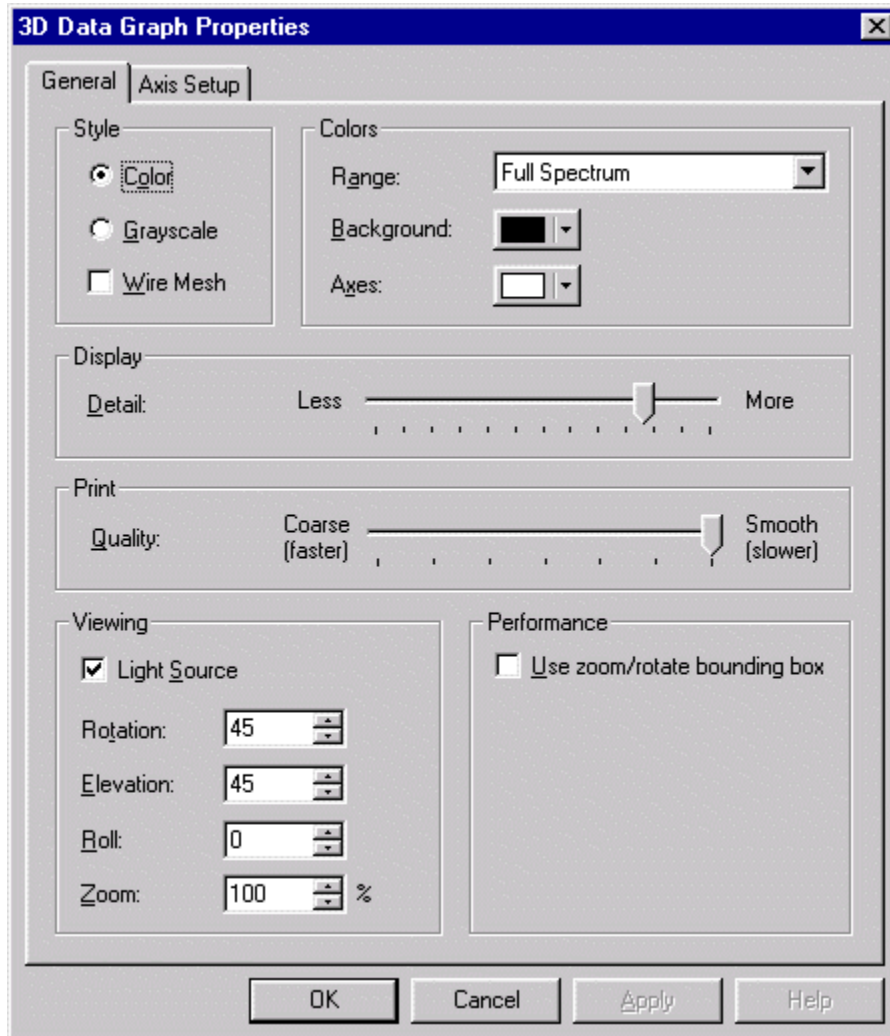 3D Data Graph Properties
General Axis Setup
Style
Color
Grayscale
Wire Mesh
Colors
Range: Full Spectrum
Background:
Axes:
Display
Detail: Less More
Print
Quality: Coarse (faster) Smooth (slower)
Viewing
Light Source
Rotation: 45
Elevation: 45
Roll: 0
Zoom: 100 %
Performance
Use zoom/rotate bounding box
OK Cancel Apply Help